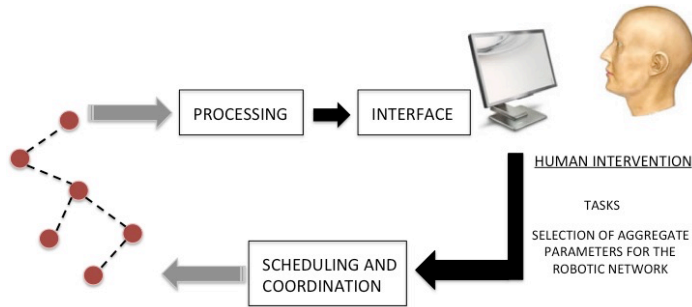 PROCESSING
INTERFACE
HUMAN INTERVENTION
TASKS
SELECTION OF AGGREGATE
PARAMETERS FOR THE
ROBOTIC NETWORK
SCHEDULING AND
COORDINATION